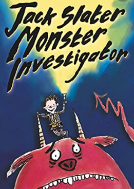 Jack Slater
Monster
Investigator